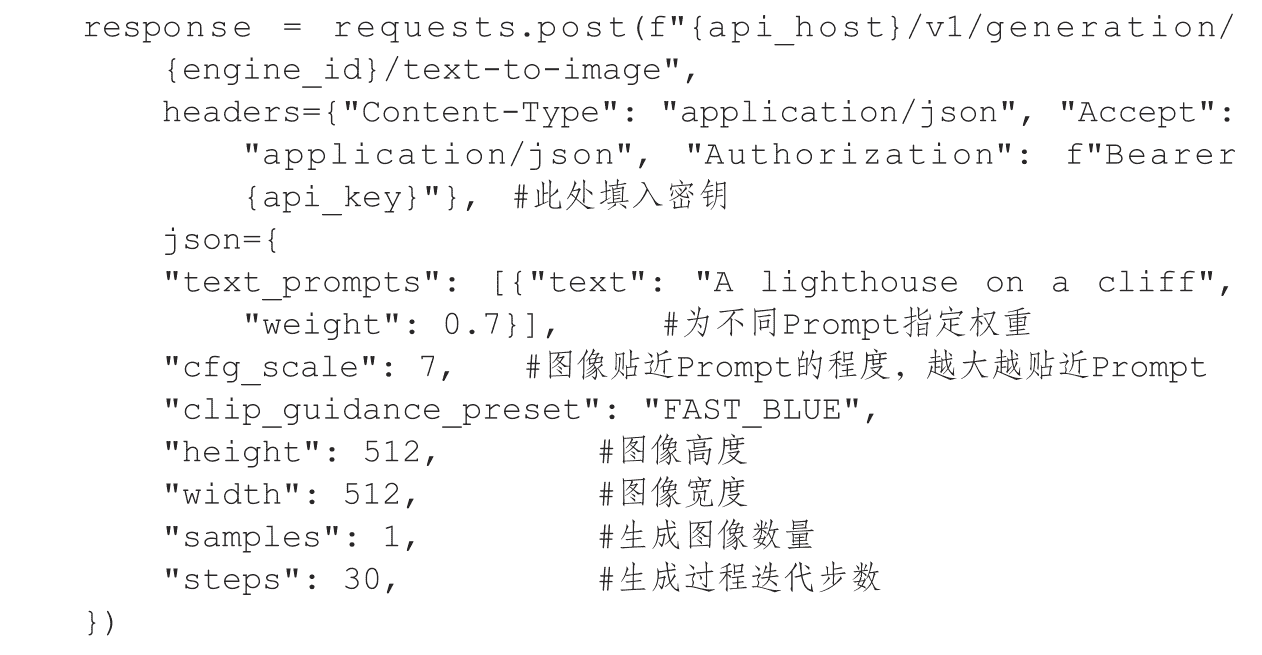 response = requests.post(f"{api_host}/v1/generation/
{engine_id}/text-to-image",
headers={"Content-Type": "application/json", "Accept":
"application/json", "Authorization": f"Bearer
{api_key}"}, #此处填入密钥
json={
"text_prompts": [{"text": "A lighthouse on a cliff",
"weight": 0.7}], #为不同Prompt指定权重
"cfg_scale": 7, #图像贴近Prompt的程度，越大越贴近Prompt
"clip_guidance_preset": "FAST_BLUE",
"height": 512, #图像高度
"width": 512, #图像宽度
"samples": 1, #生成图像数量
"steps": 30, #生成过程迭代步数
})